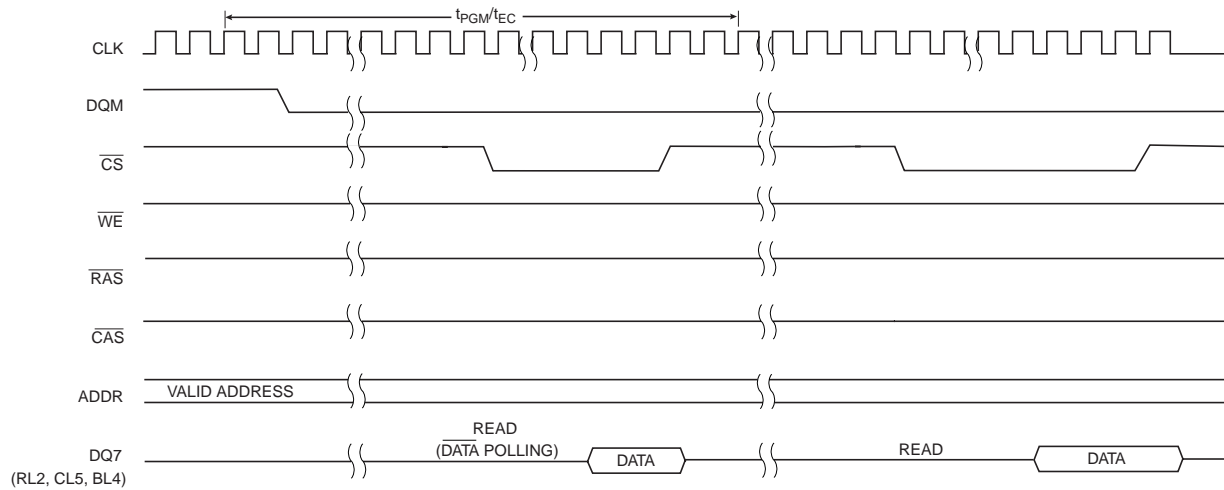 tPGM/tEC
CLK
DQM
CS
WE
RAS
CAS
ADDR
VALID ADDRESS
READ
(DATA POLLING)
DQ7
(RL2, CL5, BL4)
DATA
READ
DATA